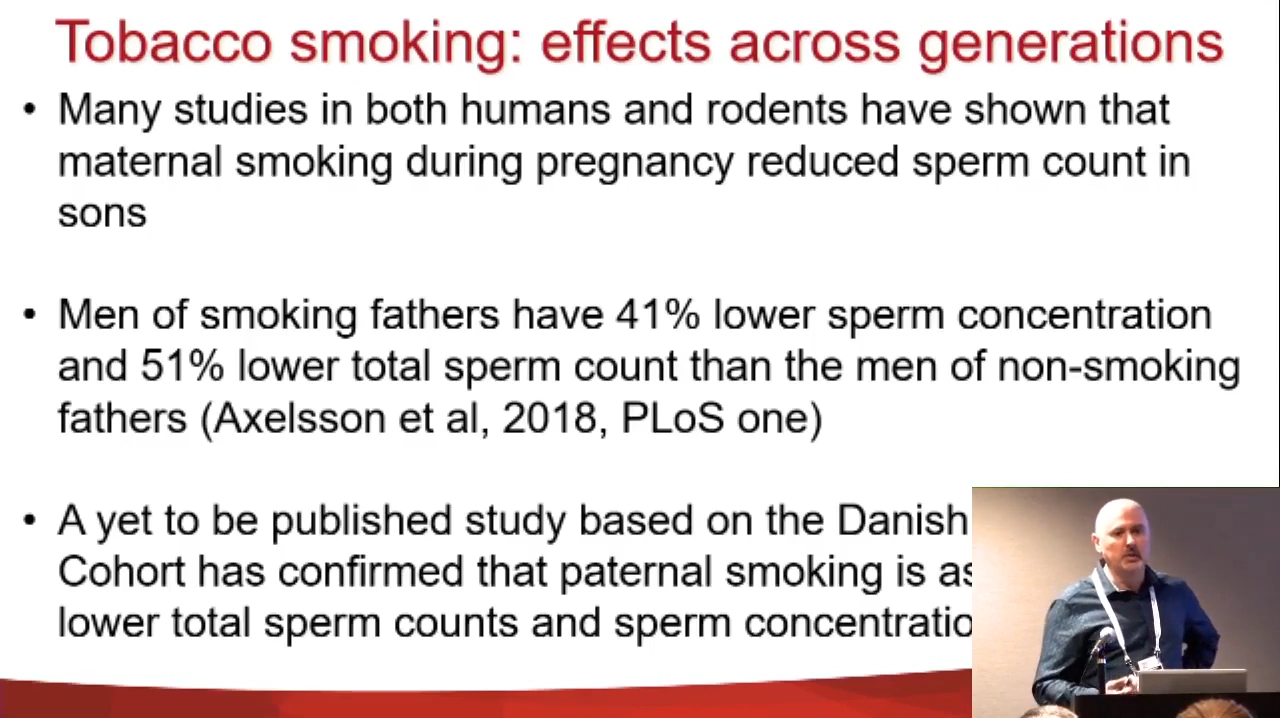 Tobacco smoking: effects across generations
• Many studies in both humans and rodents have shown that
maternal smoking during pregnancy reduced sperm count in
sons
• Men of smoking fathers have 41% lower sperm concentration
and 51% lower total sperm count than the men of non-smoking
fathers (Axelsson et al, 2018, PLoS one)
• A yet to be published study based on the Danish
Cohort has confirmed that paternal smoking is
lower total sperm counts and sperm